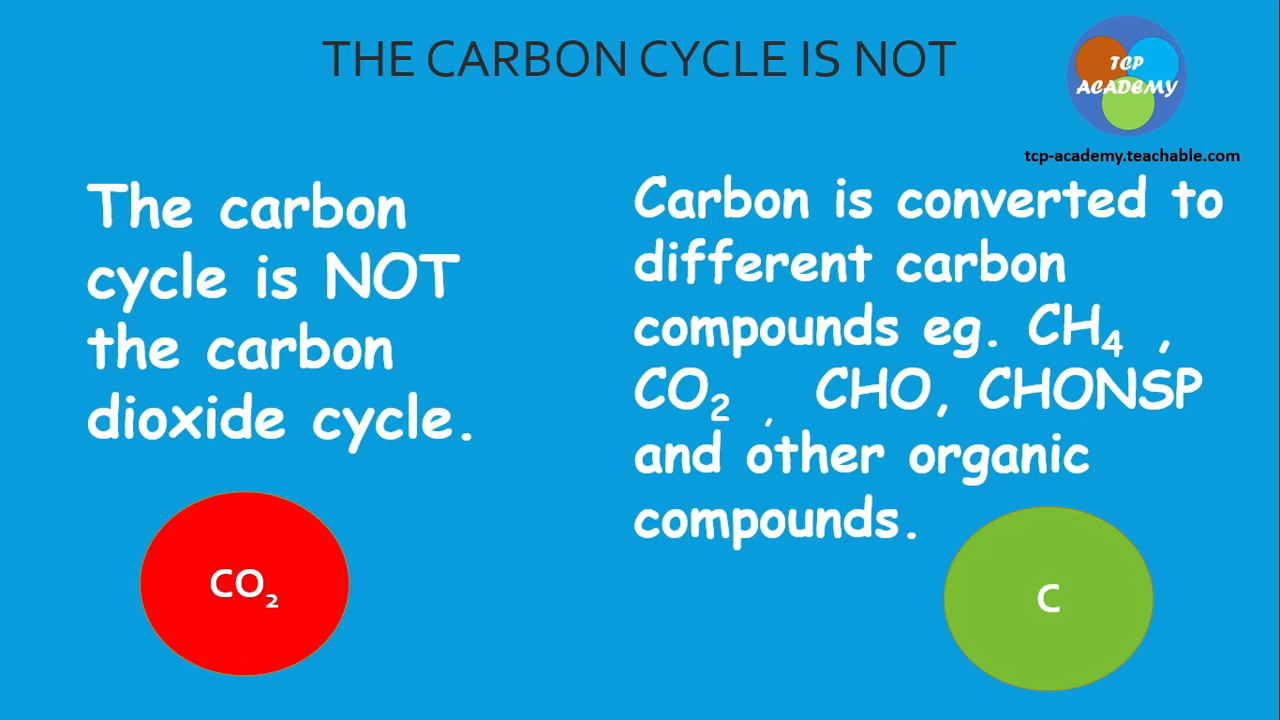 THE CARBON CYCLE IS NOT
TCP
ACADEMY
tcp-academy.teachable.com
The carbon
cycle is NOT
the carbon
dioxide cycle.
Carbon is converted to
different carbon
compounds eg. CH₄ ,
CO₂ , CHO, CHONSP
and other organic
compounds.
CO₂
C